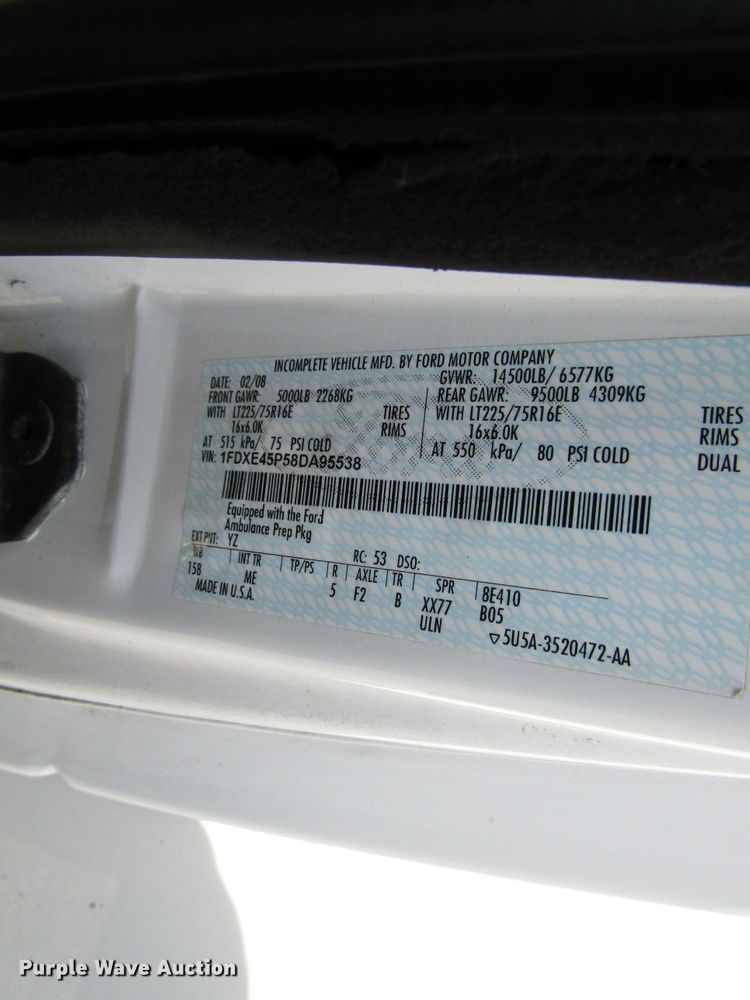 INCOMPLETE VEHICLE MFD. BY FORD MOTOR COMPANY
DATE: 02/08 GVWR: 14500LB/ 6577KG
FRONT GAWR: 5000LB 2268KG REAR GAWR: 9500LB 4309KG
WITH LT225/75R16E TIRES WITH LT225/75R16E TIRES
16x6.0K RIMS 16x6.0K RIMS
AT 515 kPa/ 75 PSI COLD AT 550 kPa/ 80 PSI COLD DUAL
VIN: 1FDXE45P58DA95538
Equipped with the Ford
Ambulance Prep Pkg
EXT PNT: YZ RC: 53 DSO:
WB INT TR TP/PS R AXLE TR SPR 8E410
158 ME 5 F2 B XX77 B05
MADE IN U.S.A. ULN 5U5A-3520472-AA
Purple Wave Auction